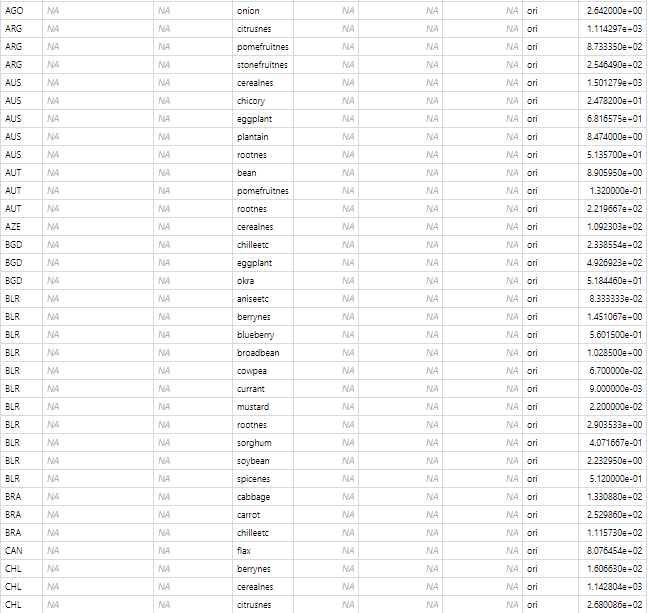 AGO NA NA onion NA NA NA ori 2.642000e+00
ARG NA NA citrusnes NA NA NA ori 1.114297e+03
ARG NA NA pomefruitnes NA NA NA ori 8.733350e+02
ARG NA NA stonefruitnes NA NA NA ori 2.546490e+02
AUS NA NA cerealnes NA NA NA ori 1.501279e+03
AUS NA NA chicory NA NA NA ori 2.478200e+01
AUS NA NA eggplant NA NA NA ori 6.816575e+01
AUS NA NA plantain NA NA NA ori 8.474000e+00
AUS NA NA rootnes NA NA NA ori 5.135700e+01
AUT NA NA bean NA NA NA ori 8.905950e+00
AUT NA NA pomefruitnes NA NA NA ori 1.320000e-01
AUT NA NA rootnes NA NA NA ori 2.219667e+02
AZE NA NA cerealnes NA NA NA ori 1.092303e+02
BGD NA NA chilleetc NA NA NA ori 2.338554e+02
BGD NA NA eggplant NA NA NA ori 4.926923e+02
BGD NA NA okra NA NA NA ori 5.184460e+01
BLR NA NA aniseetc NA NA NA ori 8.333333e-02
BLR NA NA berrynes NA NA NA ori 1.451067e+00
BLR NA NA blueberry NA NA NA ori 5.601500e-01
BLR NA NA broadbean NA NA NA ori 1.028500e+00
BLR NA NA cowpea NA NA NA ori 6.700000e-02
BLR NA NA currant NA NA NA ori 9.000000e-03
BLR NA NA mustard NA NA NA ori 2.200000e-02
BLR NA NA rootnes NA NA NA ori 2.903533e+00
BLR NA NA sorghum NA NA NA ori 4.071667e-01
BLR NA NA soybean NA NA NA ori 2.232950e+00
BLR NA NA spicenes NA NA NA ori 5.120000e-01
BRA NA NA cabbage NA NA NA ori 1.330880e+02
BRA NA NA carrot NA NA NA ori 2.529860e+02
BRA NA NA chilleetc NA NA NA ori 1.115730e+02
CAN NA NA flax NA NA NA ori 8.076454e+02
CHL NA NA berrynes NA NA NA ori 1.606630e+02
CHL NA NA cerealnes NA NA NA ori 1.142804e+03
CHL NA NA citrusnes NA NA NA ori 2.680086e+02